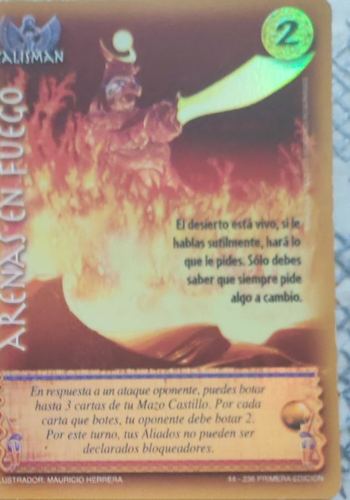 TALISMAN
2
ARENAS EN FUEGO
El desierto está vivo, si le
hablas sutilmente, hará lo
que le pides. Sólo debes
saber que siempre pide
algo a cambio.
En respuesta a un ataque oponente, puedes botar
hasta 3 cartas de tu Mazo Castillo. Por cada
carta que botes, tu oponente debe botar 2.
Por este turno, tus Aliados no pueden ser
declarados bloqueadores.
ILUSTRADOR: MAURICIO HERRERA
PRIMERA EDICION